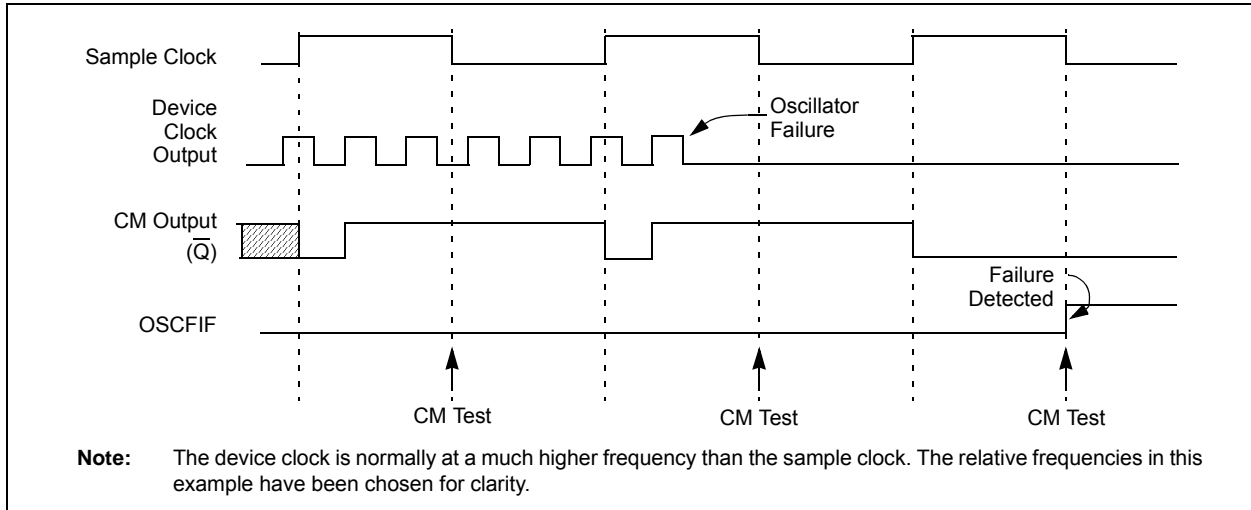 Sample Clock
Device
Clock
Output
Oscillator
Failure
CM Output
(Q̅)
Failure
Detected
OSCFIF
CM Test
CM Test
CM Test
Note: The device clock is normally at a much higher frequency than the sample clock. The relative frequencies in this
example have been chosen for clarity.